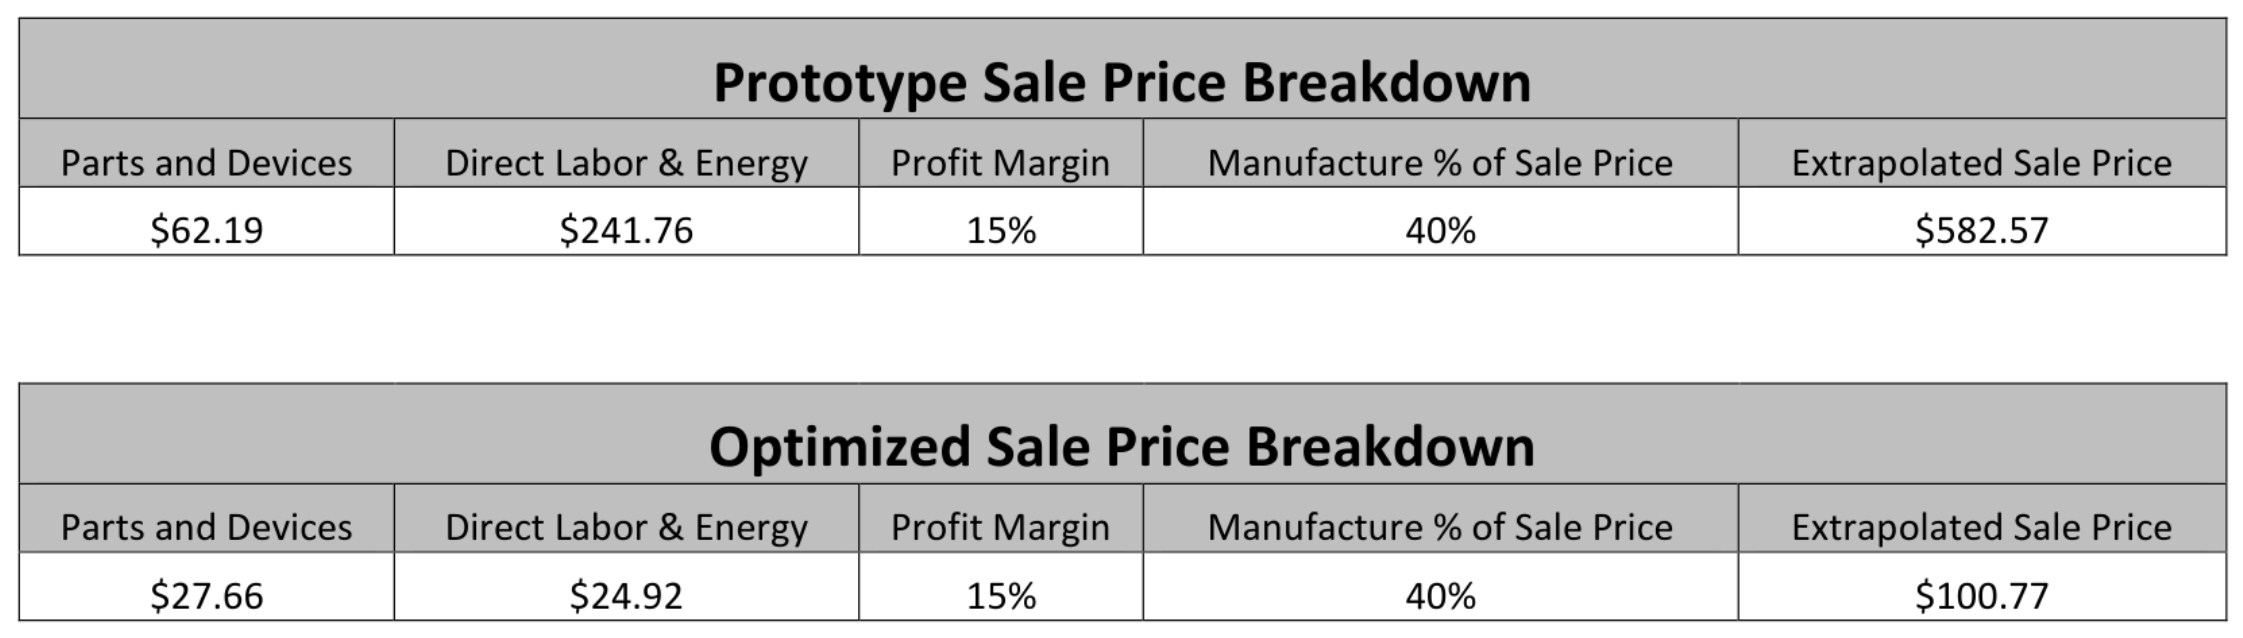 Prototype Sale Price Breakdown
Parts and Devices Direct Labor & Energy Profit Margin Manufacture % of Sale Price Extrapolated Sale Price
$62.19 $241.76 15% 40% $582.57
Optimized Sale Price Breakdown
Parts and Devices Direct Labor & Energy Profit Margin Manufacture % of Sale Price Extrapolated Sale Price
$27.66 $24.92 15% 40% $100.77